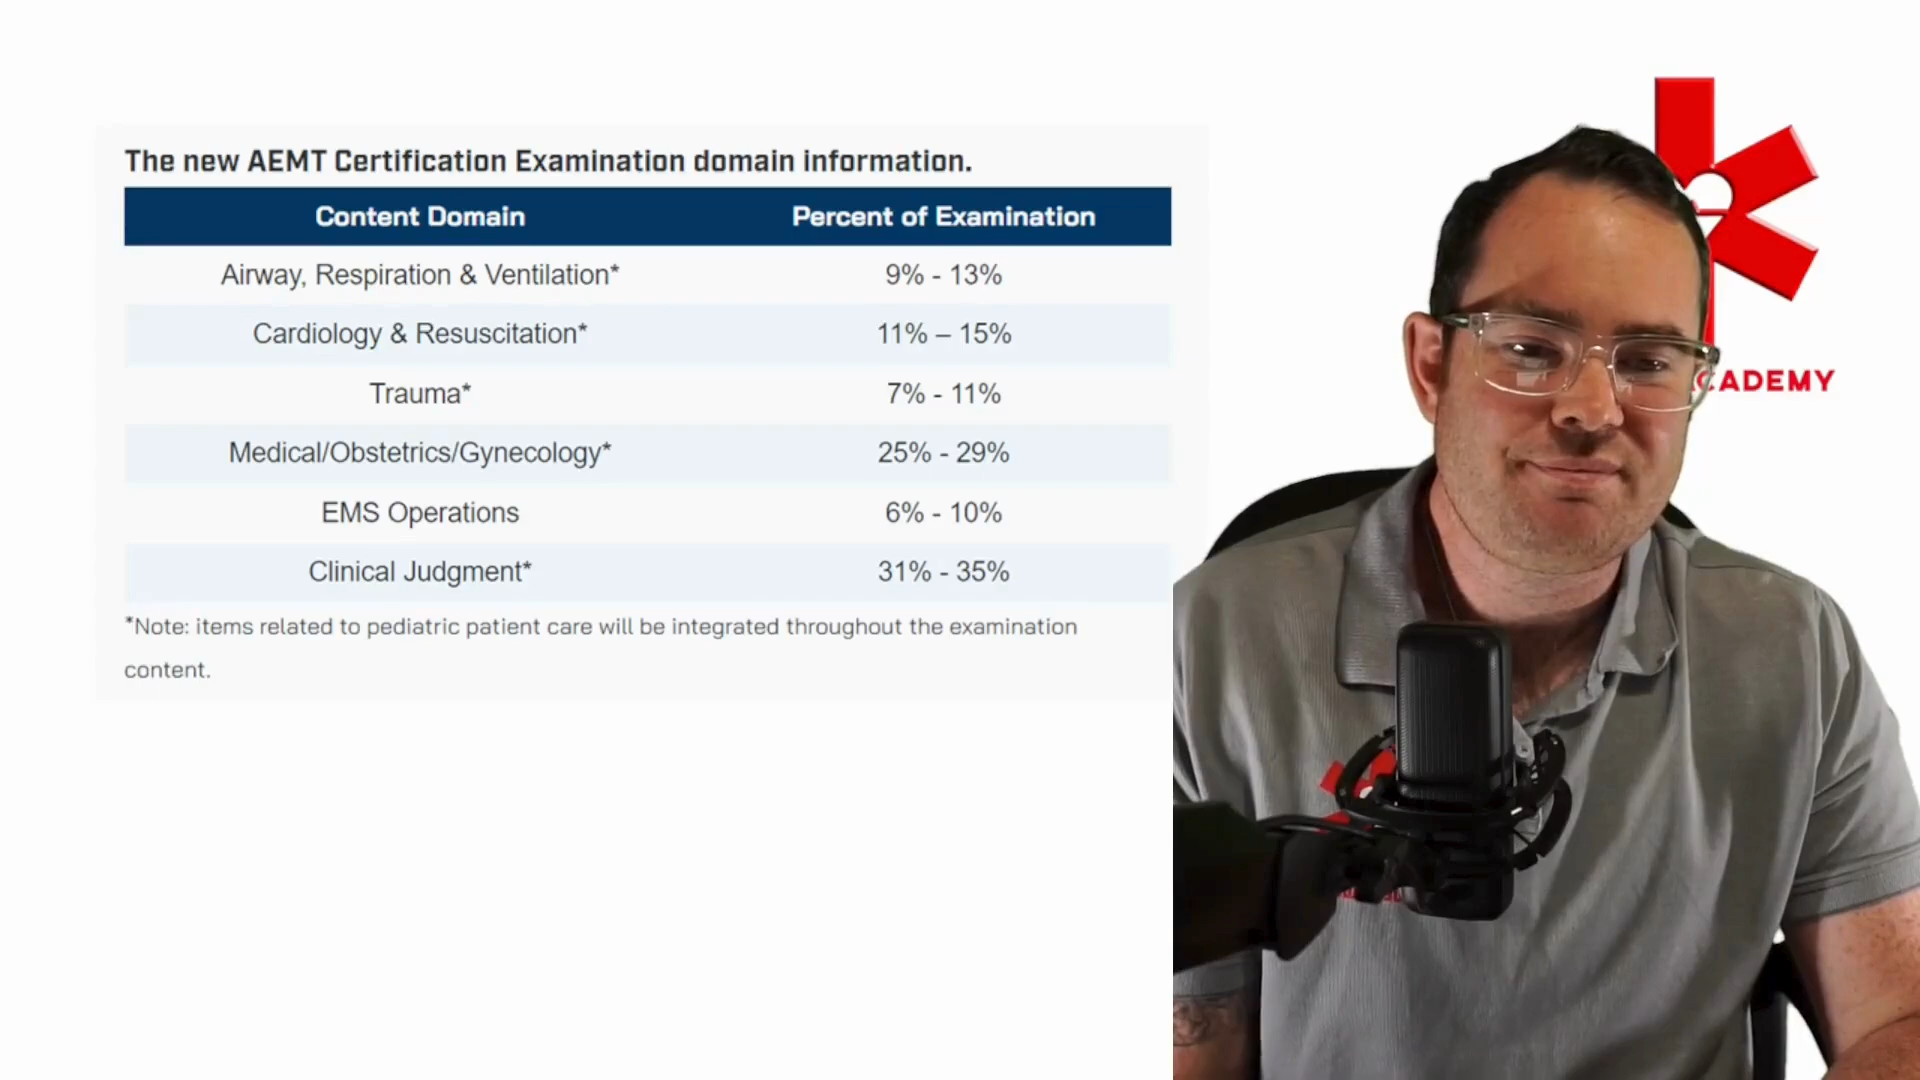 The new AEMT Certification Examination domain information.
Content Domain Percent of Examination
Airway, Respiration & Ventilation* 9% - 13%
Cardiology & Resuscitation* 11% – 15%
Trauma* 7% - 11%
Medical/Obstetrics/Gynecology* 25% - 29%
EMS Operations 6% - 10%
Clinical Judgment* 31% - 35%
*Note: items related to pediatric patient care will be integrated throughout the examination
content.
CADEMY